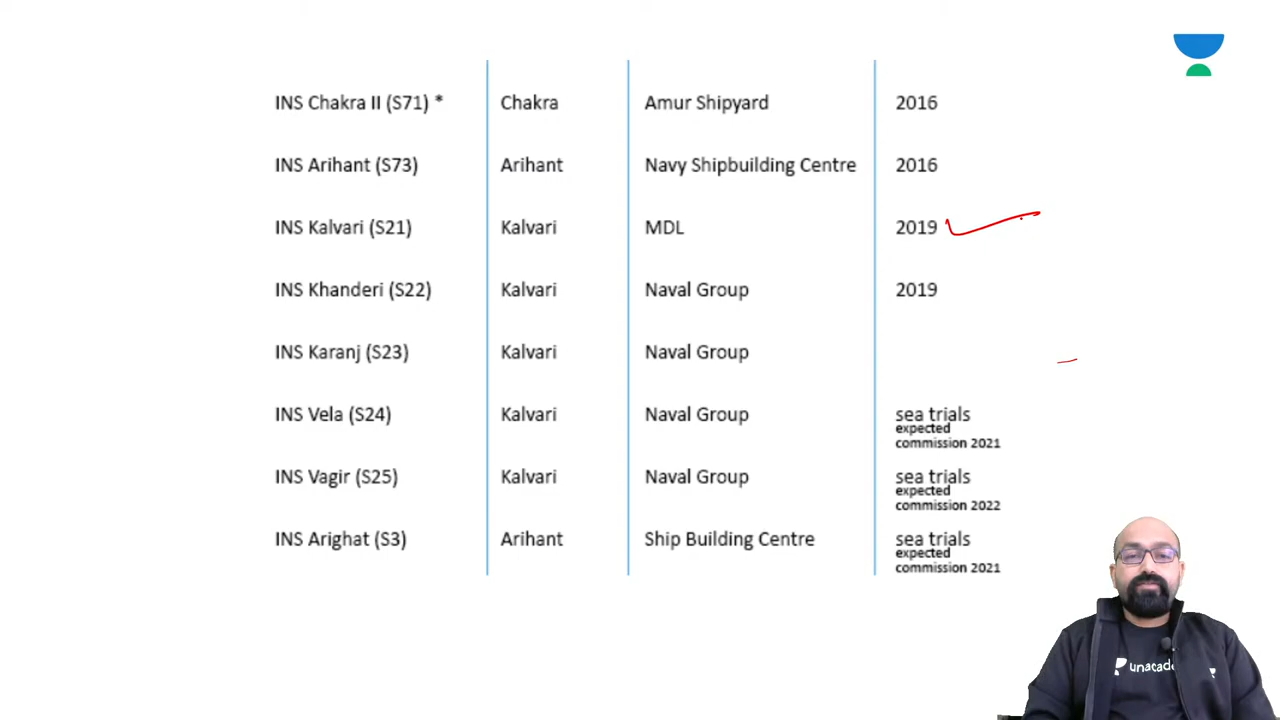 INS Chakra II (S71) * Chakra Amur Shipyard 2016
INS Arihant (S73) Arihant Navy Shipbuilding Centre 2016
INS Kalvari (S21) Kalvari MDL 2019
INS Khanderi (S22) Kalvari Naval Group 2019
INS Karanj (S23) Kalvari Naval Group
INS Vela (S24) Kalvari Naval Group sea trials
expected
commission 2021
INS Vagir (S25) Kalvari Naval Group sea trials
expected
commission 2022
INS Arighat (S3) Arihant Ship Building Centre sea trials
expected
commission 2021